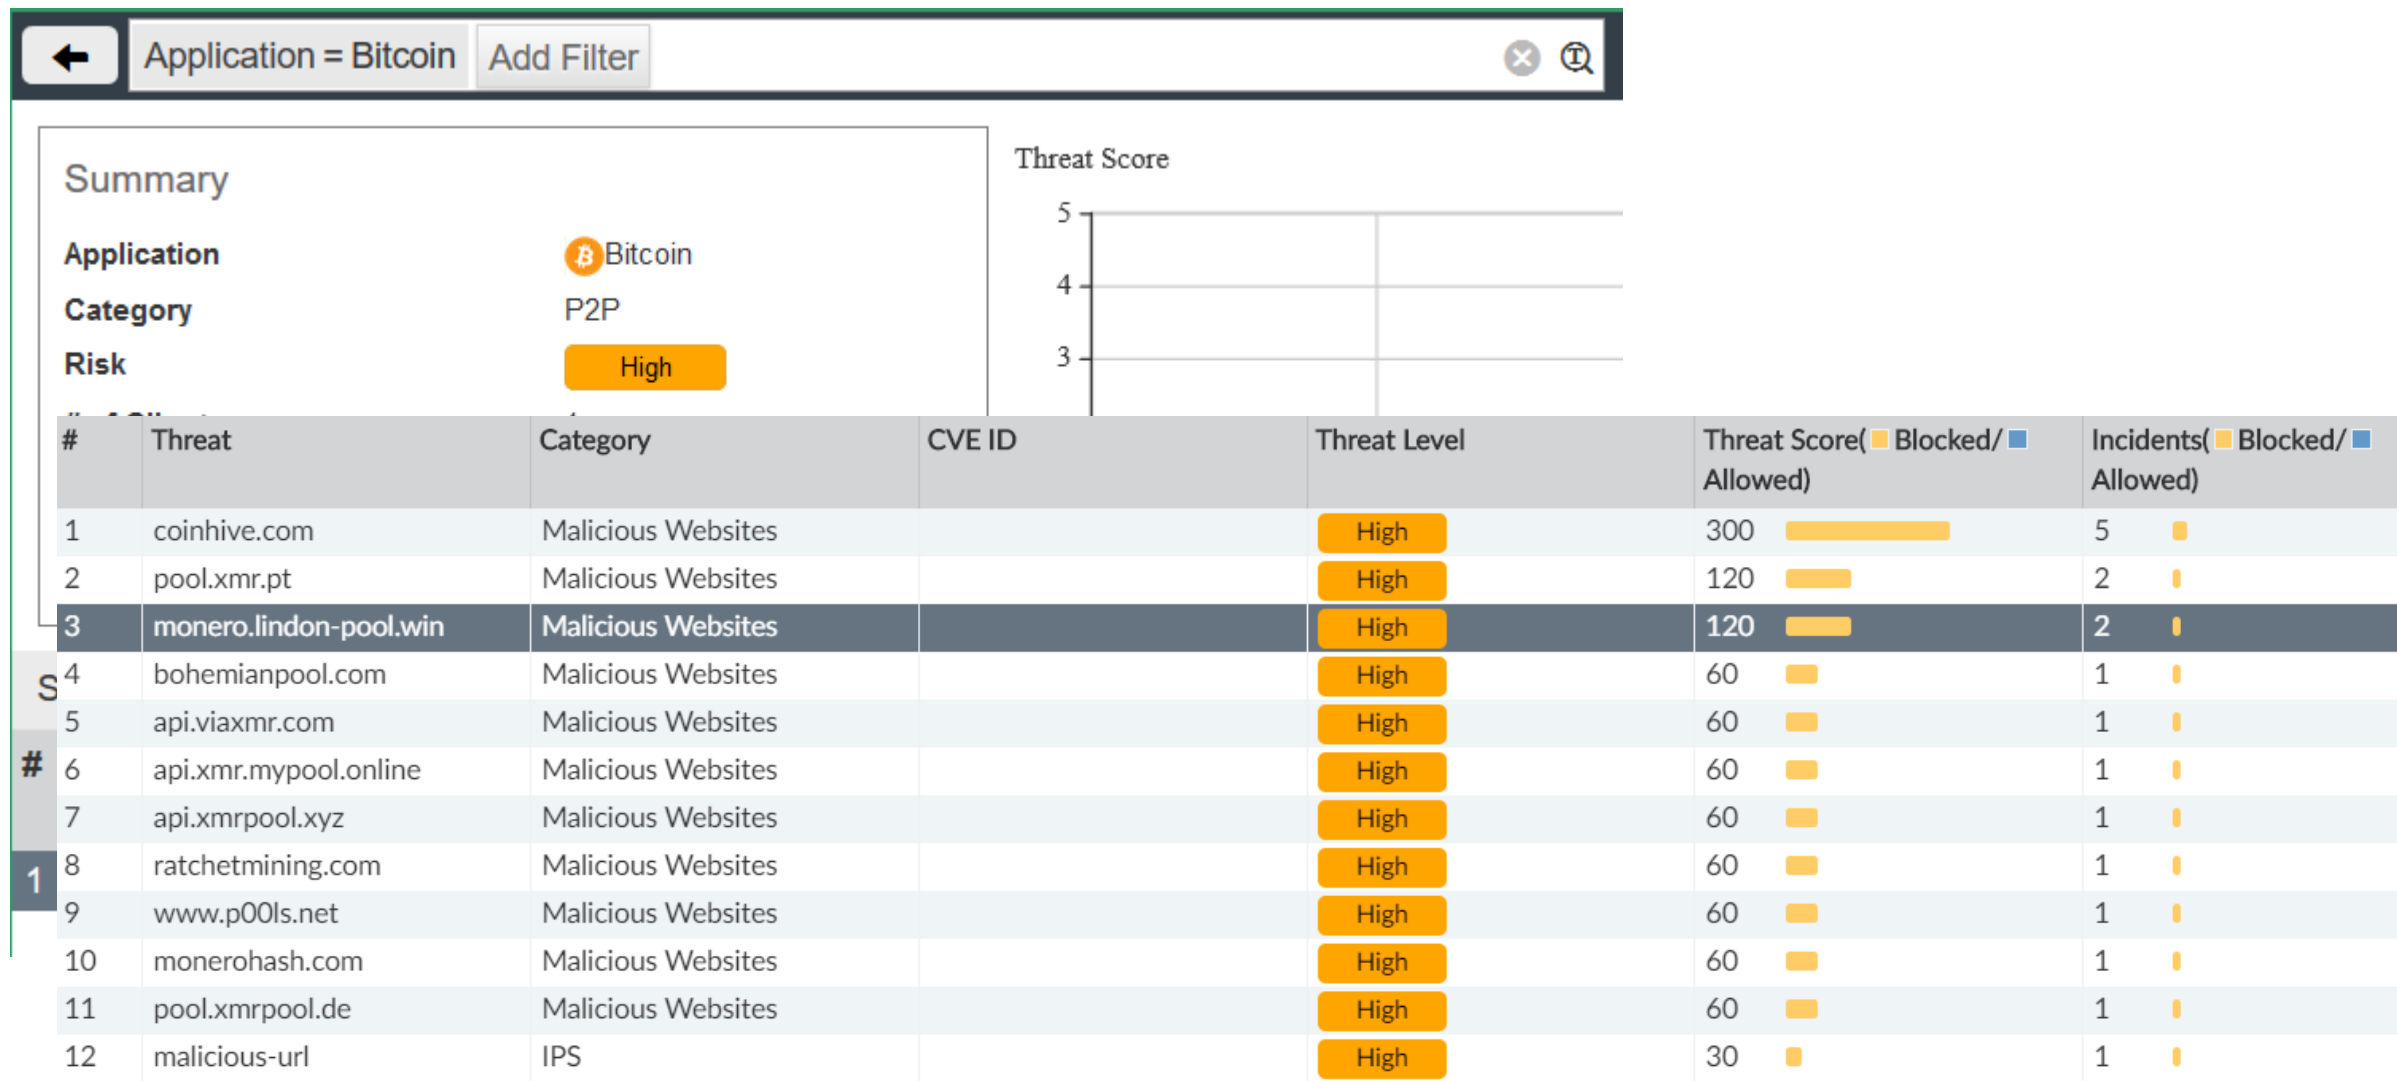 Application = Bitcoin Add Filter
Summary
Application Bitcoin
Category P2P
Risk High
Threat Score
5
4
3
# Threat Category CVE ID Threat Level Threat Score( Blocked/ Allowed) Incidents( Blocked/ Allowed)
1 coinhive.com Malicious Websites High 300 5
2 pool.xmr.pt Malicious Websites High 120 2
3 monero.lindon-pool.win Malicious Websites High 120 2
4 bohemianpool.com Malicious Websites High 60 1
5 api.viaxmr.com Malicious Websites High 60 1
6 api.xmr.mypool.online Malicious Websites High 60 1
7 api.xmrpool.xyz Malicious Websites High 60 1
8 ratchetmining.com Malicious Websites High 60 1
9 www.p00ls.net Malicious Websites High 60 1
10 monerohash.com Malicious Websites High 60 1
11 pool.xmrpool.de Malicious Websites High 60 1
12 malicious-url IPS High 30 1
S
#
1